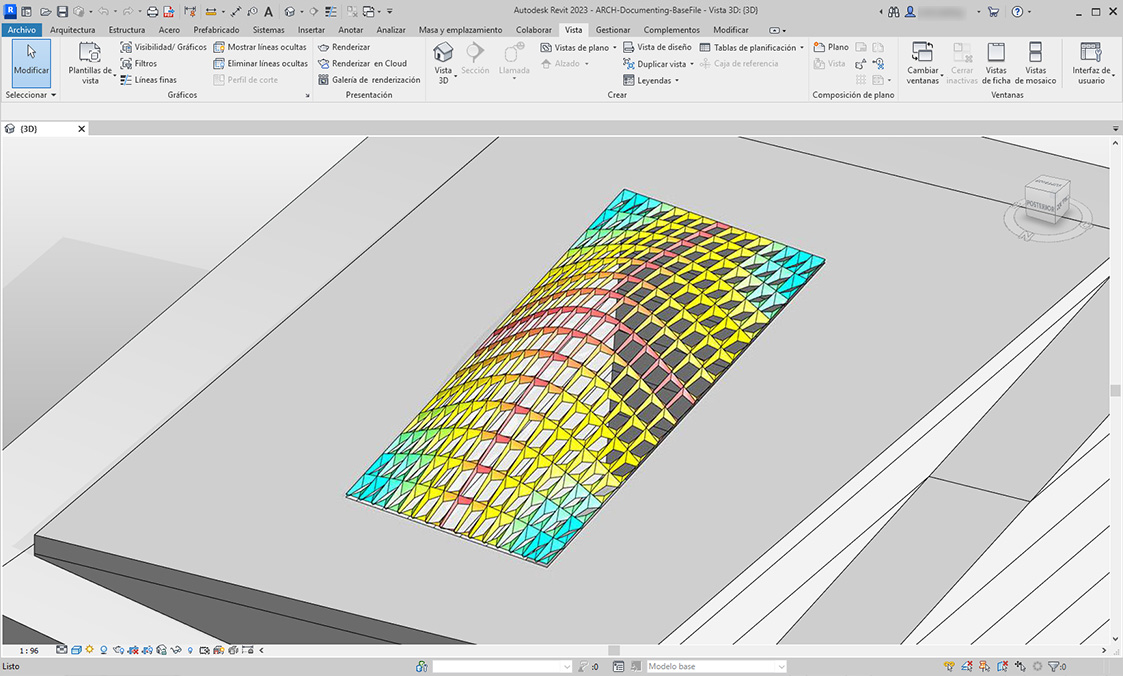 Autodesk Revit 2023 - ARCH-Documenting-BaseFile - Vista 3D: {3D}
Archivo Arquitectura Estructura Acero Prefabricado Sistemas Insertar Anotar Analizar Masa y emplazamiento Colaborar Vista Gestionar Complementos Modificar
Modificar
Seleccionar
Plantillas de vista
Visibilidad/ Gráficos
Filtros
Líneas finas
Mostrar líneas ocultas
Eliminar líneas ocultas
Perfil de corte
Gráficos
Renderizar
Renderizar en Cloud
Galería de renderización
Presentación
Vista 3D
Sección
Llamada
Vistas de plano
Alzado
Vista de diseño
Duplicar vista
Leyendas
Tablas de planificación
Caja de referencia
Crear
Plano
Vista
Composición de plano
Cambiar ventanas
Cerrar inactivas
Vistas de ficha
Vistas de mosaico
Ventanas
Interfaz de usuario
{3D}
POSTERIOR
N
1 : 96
Listo
:0
Modelo base
:0